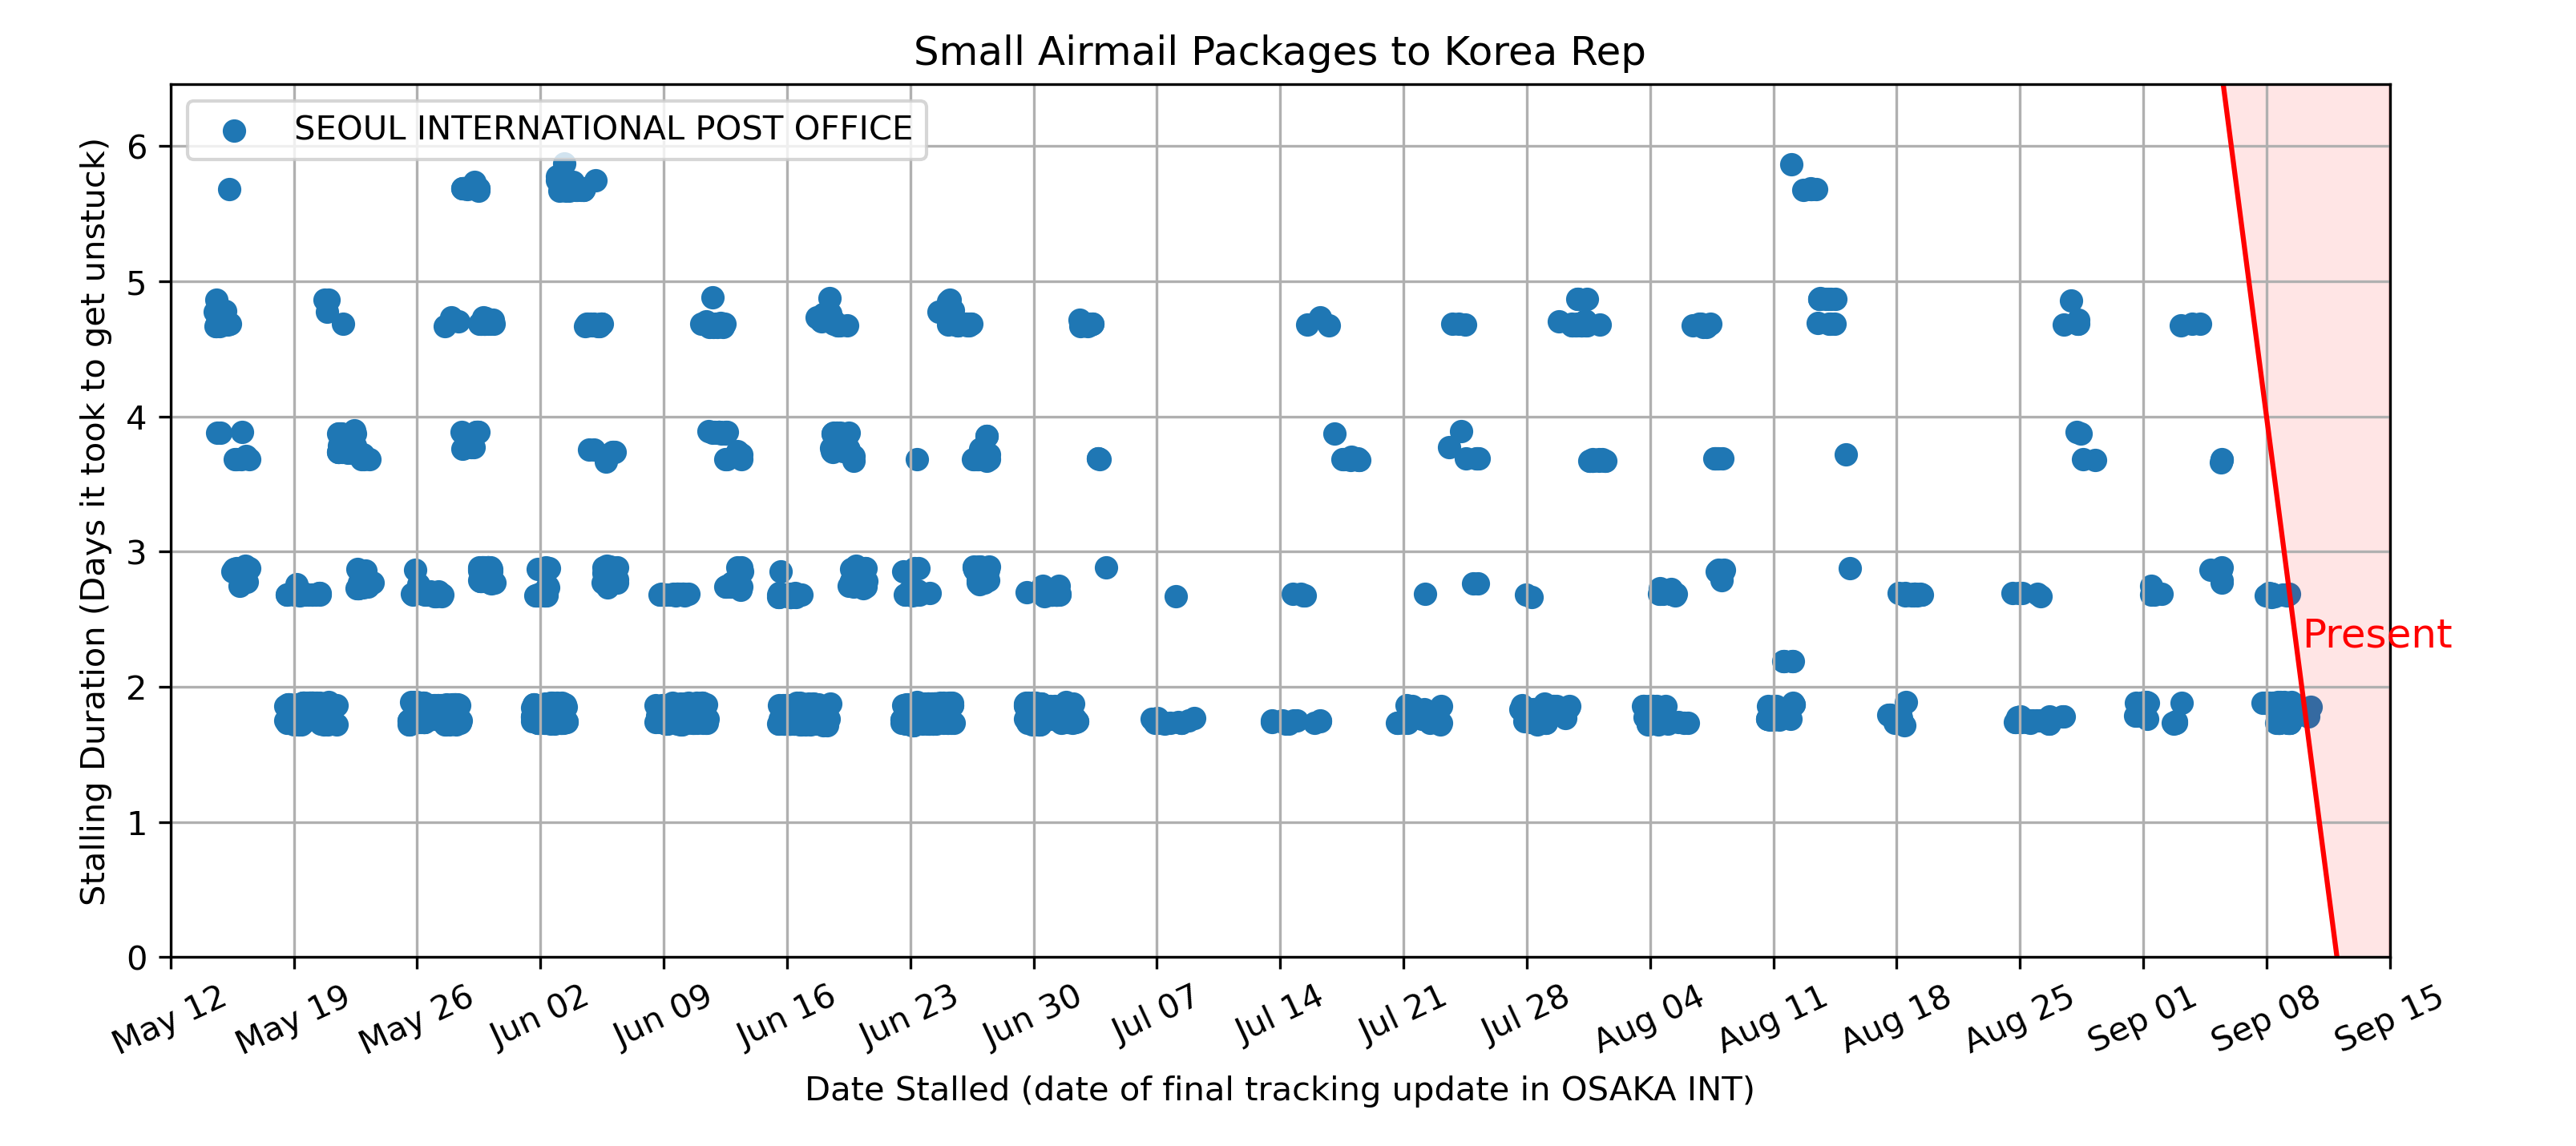 Small Airmail Packages to Korea Rep
SEOUL INTERNATIONAL POST OFFICE
Stalling Duration (Days it took to get unstuck)
6
5
4
3
2
1
0
Present
May 12
May 19
May 26
Jun 02
Jun 09
Jun 16
Jun 23
Jun 30
Jul 07
Jul 14
Jul 21
Jul 28
Aug 04
Aug 11
Aug 18
Aug 25
Sep 01
Sep 08
Sep 15
Date Stalled (date of final tracking update in OSAKA INT)